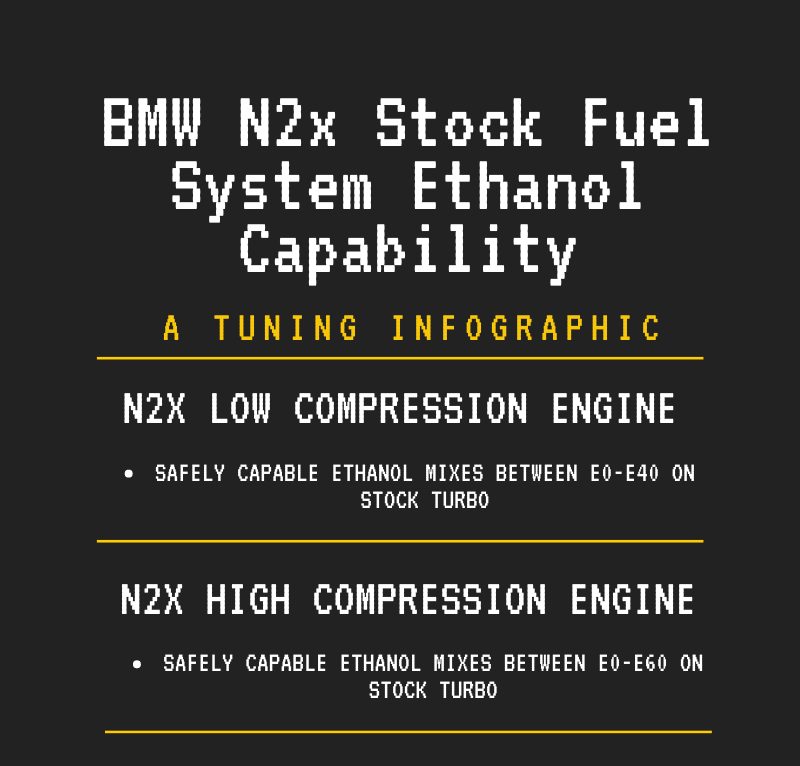 BMW N2x Stock Fuel
System Ethanol
Capability
A TUNING INFOGRAPHIC
N2X LOW COMPRESSION ENGINE
• SAFELY CAPABLE ETHANOL MIXES BETWEEN E0-E40 ON
STOCK TURBO
N2X HIGH COMPRESSION ENGINE
• SAFELY CAPABLE ETHANOL MIXES BETWEEN E0-E60 ON
STOCK TURBO